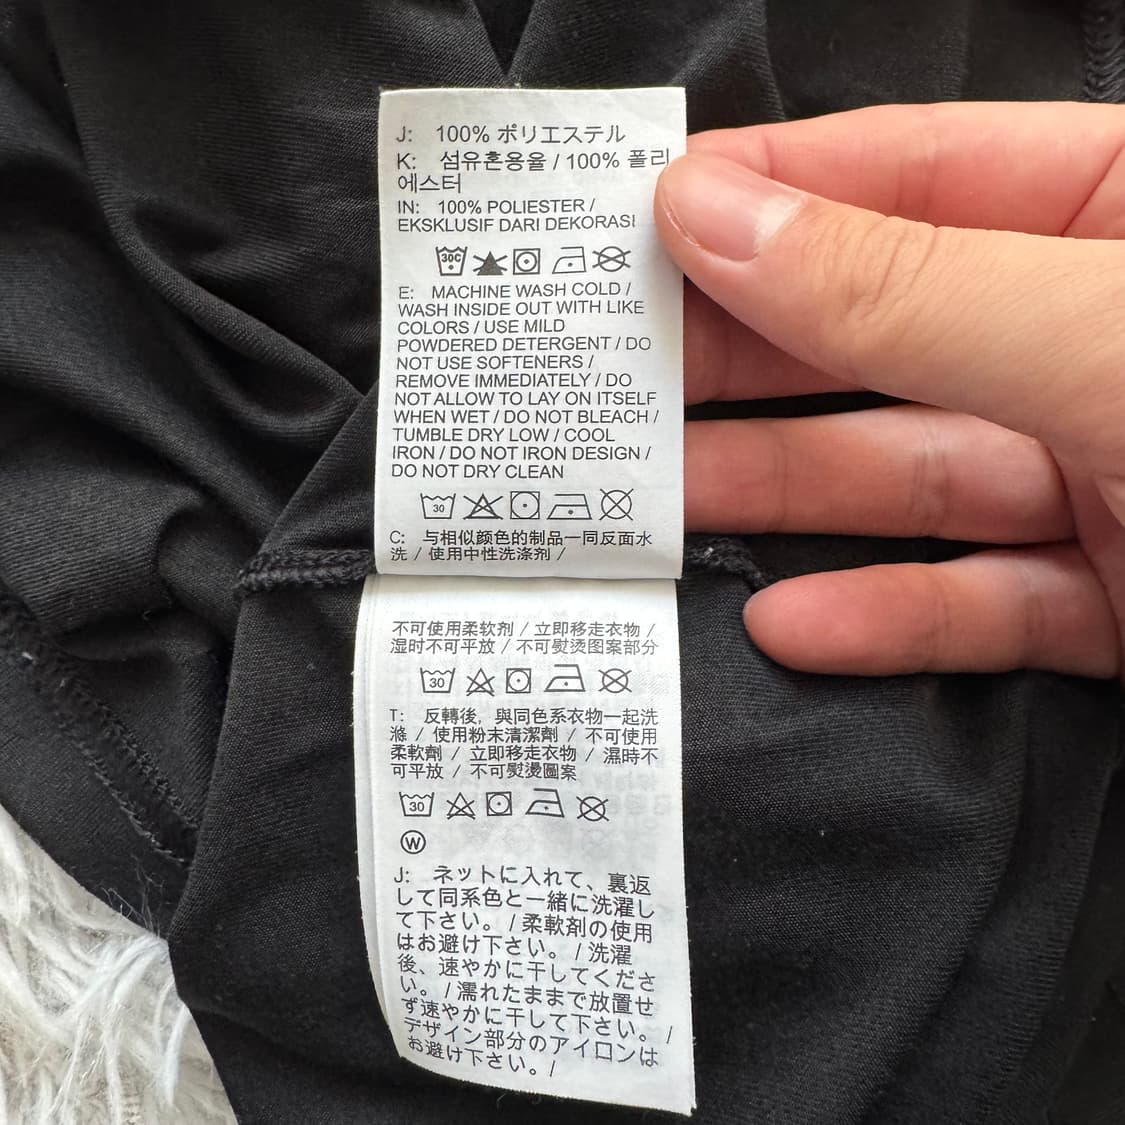 J: 100% ポリエステル
K: 섬유혼용율 / 100% 폴리
에스터
IN: 100% POLIESTER /
EKSKLUSIF DARI DEKORASI
30C
E: MACHINE WASH COLD /
WASH INSIDE OUT WITH LIKE
COLORS / USE MILD
POWDERED DETERGENT / DO
NOT USE SOFTENERS /
REMOVE IMMEDIATELY / DO
NOT ALLOW TO LAY ON ITSELF
WHEN WET / DO NOT BLEACH /
TUMBLE DRY LOW / COOL
IRON / DO NOT IRON DESIGN /
DO NOT DRY CLEAN
30
C: 与相似颜色的制品一同反面水
洗 / 使用中性洗涤剂 /
不可使用柔软剂 / 立即移走衣物 /
湿时不可平放 / 不可熨烫图案部分
30
T: 反轉後, 與同色系衣物一起洗
滌 / 使用粉末清潔劑 / 不可使用
柔軟劑 / 立即移走衣物 / 濕時不
可平放 / 不可熨燙圖案
30
W
J: ネットに入れて、裏返
して同系色と一緒に洗濯し
て下さい。/ 柔軟剤の使用
はお避け下さい。/ 洗濯
後、速やかに干してくださ
い。/ 濡れたままで放置せ
ず速やかに干して下さい。/
デザイン部分のアイロンは
お避け下さい。/